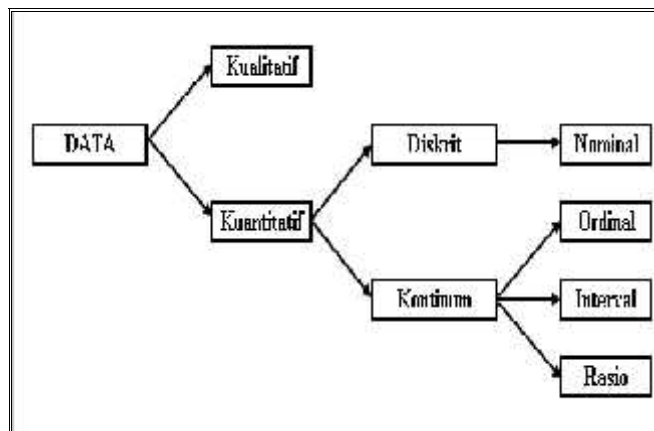 Kualitatif
DATA
Diskrit
Nominal
Kuantitatif
Ordinal
Kontinum
Interval
Rasio